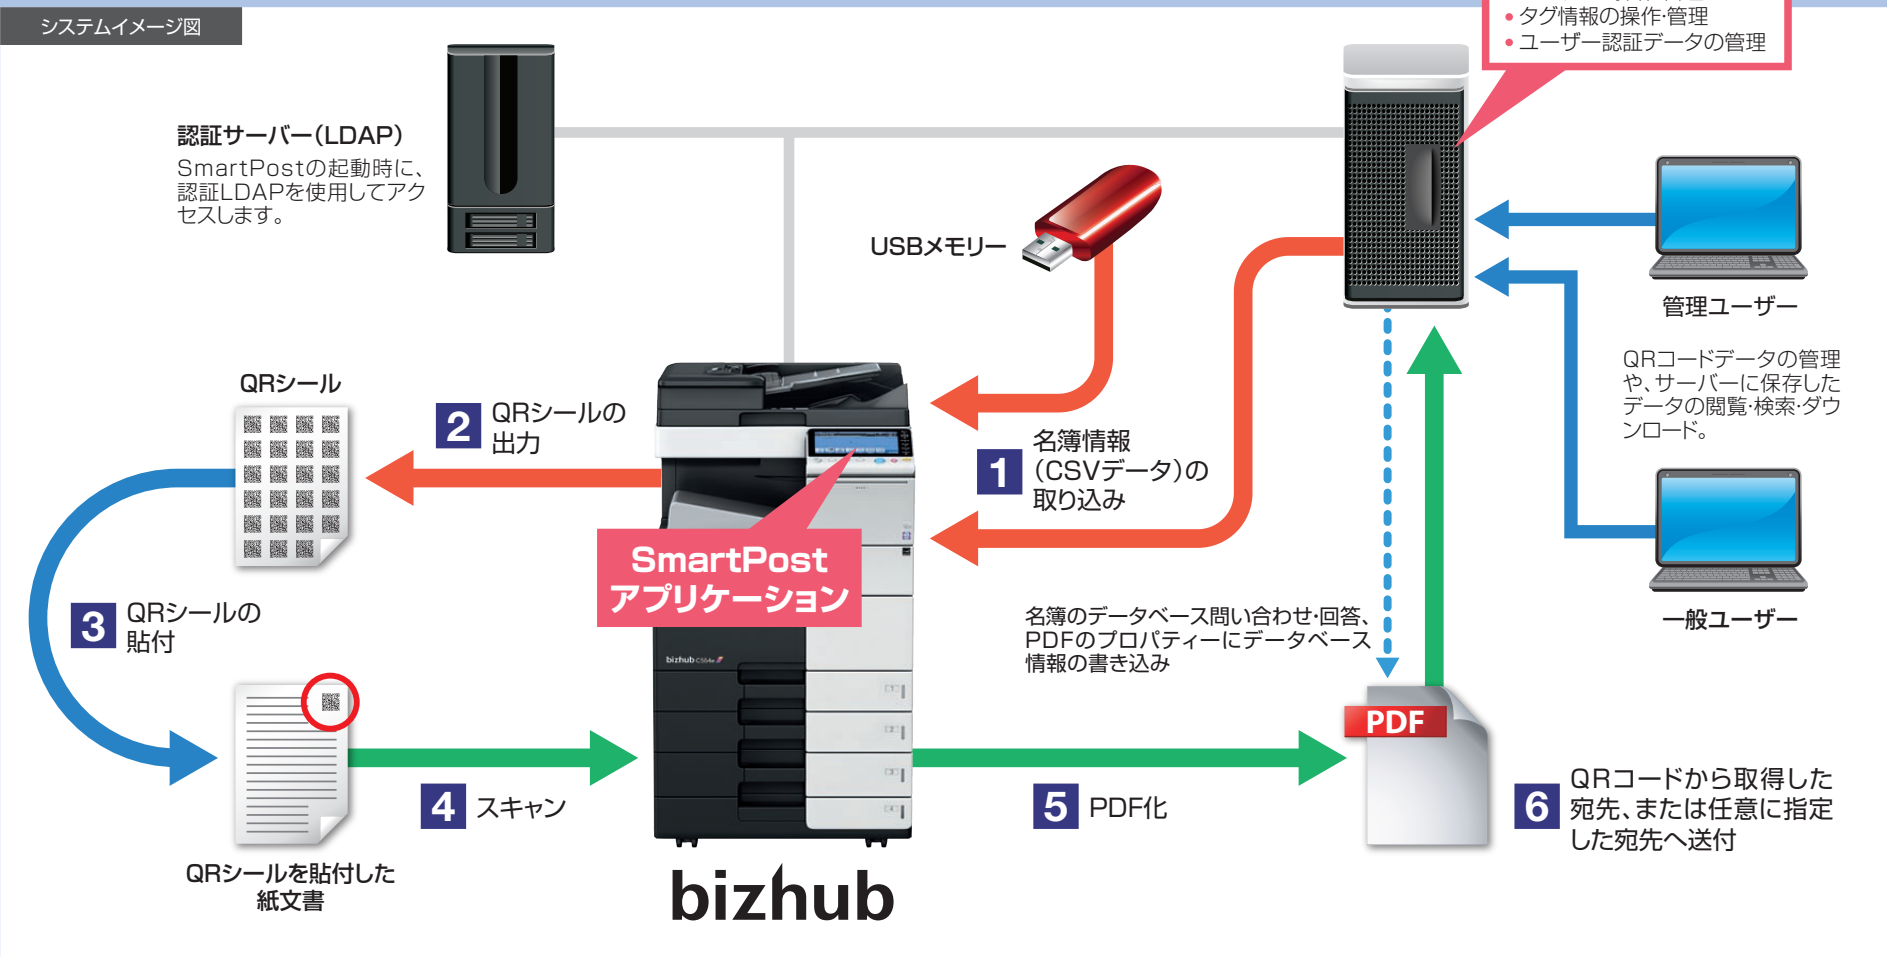 システムイメージ図
• タグ情報の操作・管理
• ユーザー認証データの管理
認証サーバー（LDAP）
SmartPostの起動時に、
認証LDAPを使用してアク
セスします。
USBメモリー
管理ユーザー
QRコードデータの管理
や、サーバーに保存した
データの閲覧・検索・ダウ
ンロード。
一般ユーザー
QRシール
2 QRシールの
出力
1 名簿情報
（CSVデータ）の
取り込み
SmartPost
アプリケーション
3 QRシールの
貼付
名簿のデータベース問い合わせ・回答、
PDFのプロパティーにデータベース
情報の書き込み
bizhub C554e
PDF
4 スキャン
5 PDF化
6 QRコードから取得した
宛先、または任意に指定
した宛先へ送付
QRシールを貼付した
紙文書
bizhub